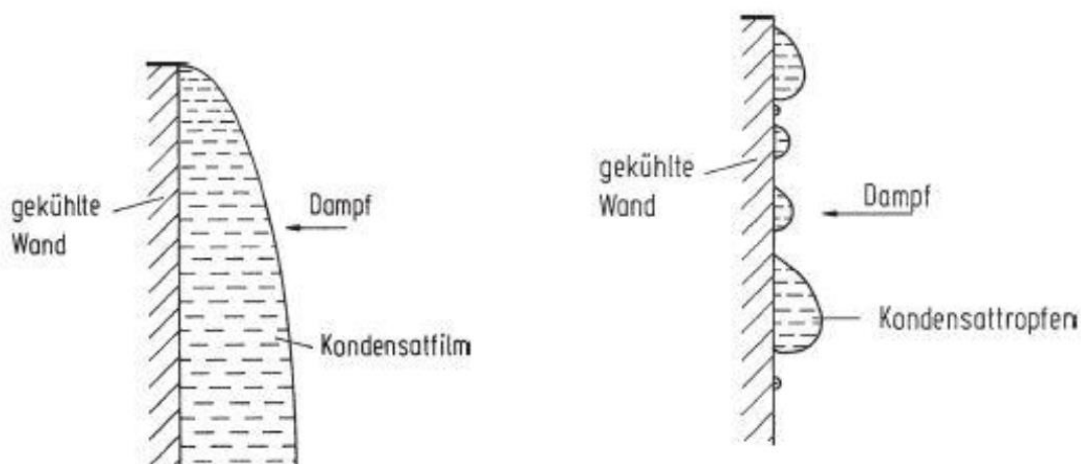 gekühlte
Wand
Dampf
Kondensatfilm
gekühlte
Wand
Dampf
Kondensattropfen